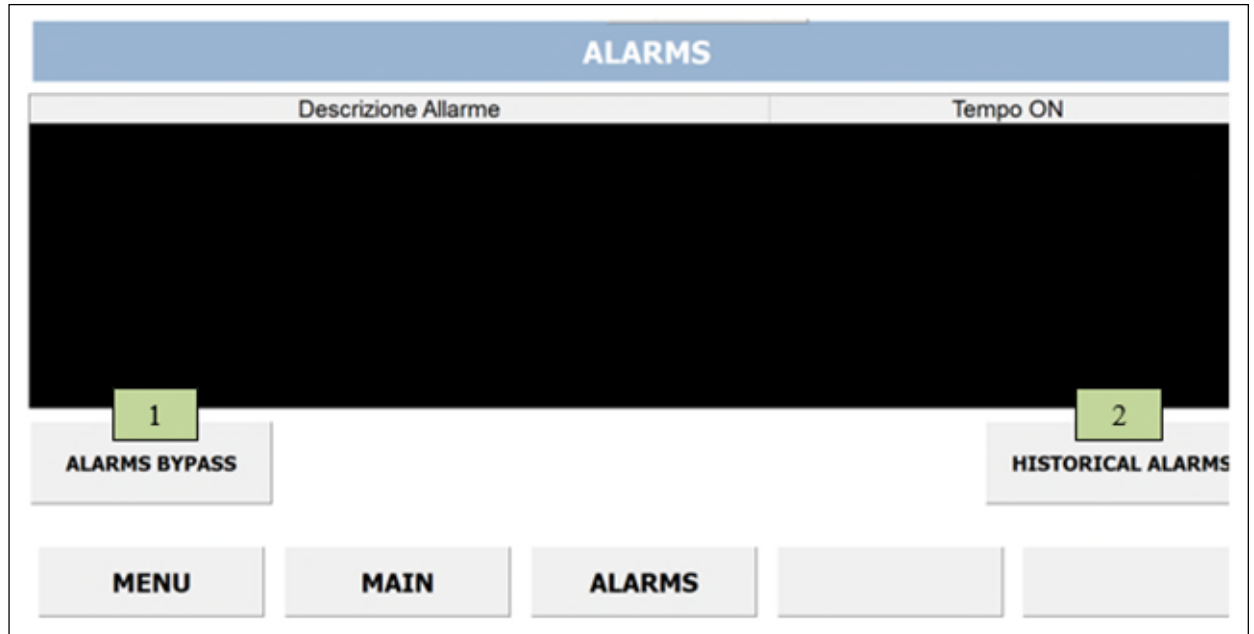 ALARMS
Descrizione Allarme Tempo ON
1 2
ALARMS BYPASS HISTORICAL ALARMS
MENU MAIN ALARMS